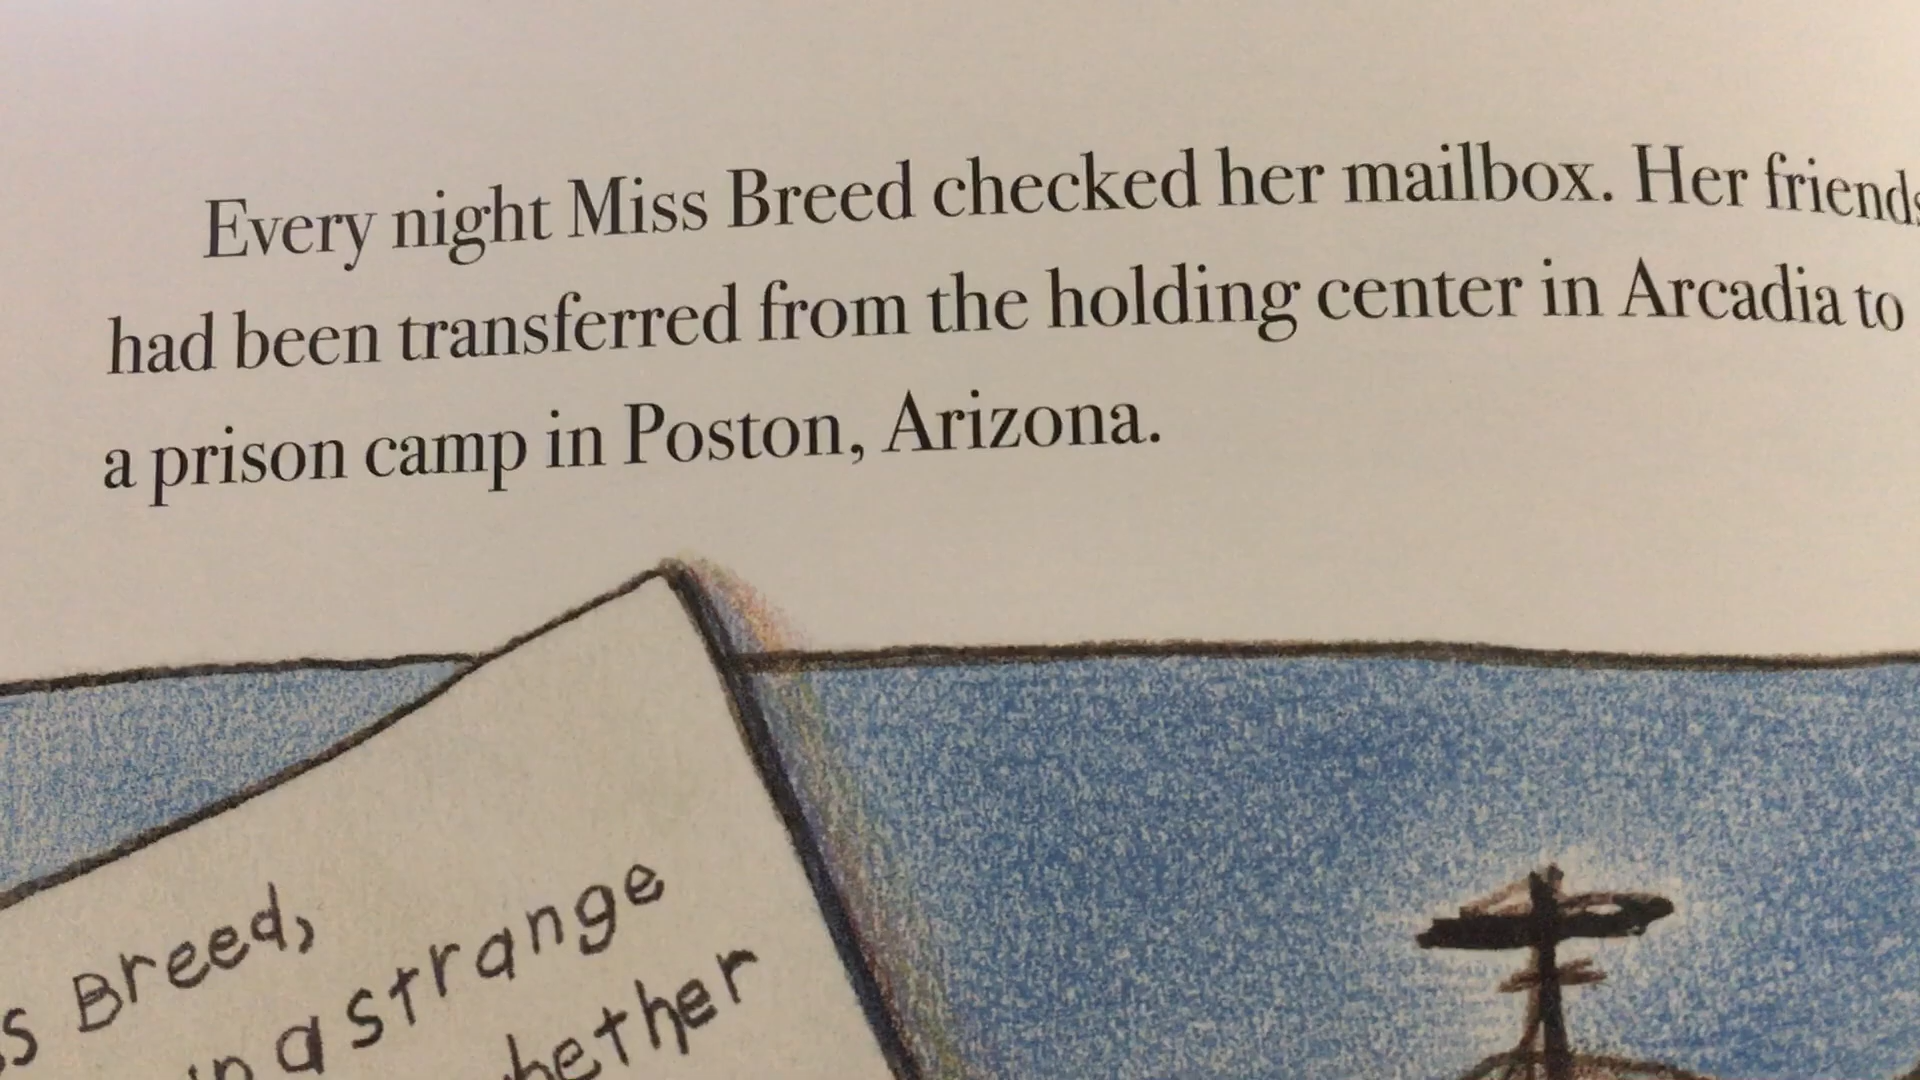 Every night Miss Breed checked her mailbox. Her friends
had been transferred from the holding center in Arcadia to
a prison camp in Poston, Arizona.
Breed,
a strange